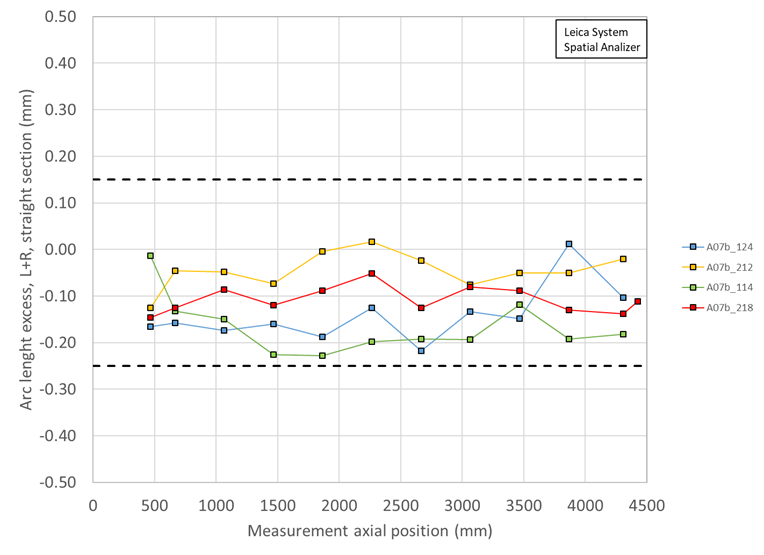 Leica System
Spatial Analizer
Arc lenght excess, L+R, straight section (mm)
0.50
0.40
0.30
0.20
0.10
0.00
-0.10
-0.20
-0.30
-0.40
-0.50
0 500 1000 1500 2000 2500 3000 3500 4000 4500
Measurement axial position (mm)
A07b_124
A07b_212
A07b_114
A07b_218